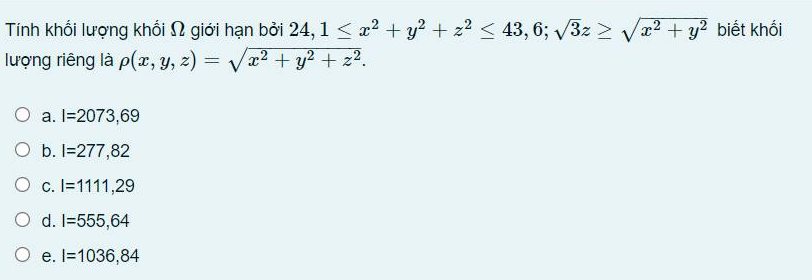 Tính khối lượng khối Ω giới hạn bởi 24, 1 ≤ x² + y² + z² ≤ 43, 6; √3z ≥ √(x² + y²) biết khối
lượng riêng là ρ(x, y, z) = √(x² + y² + z²).
a. I=2073,69
b. I=277,82
c. I=1111,29
d. I=555,64
e. I=1036,84